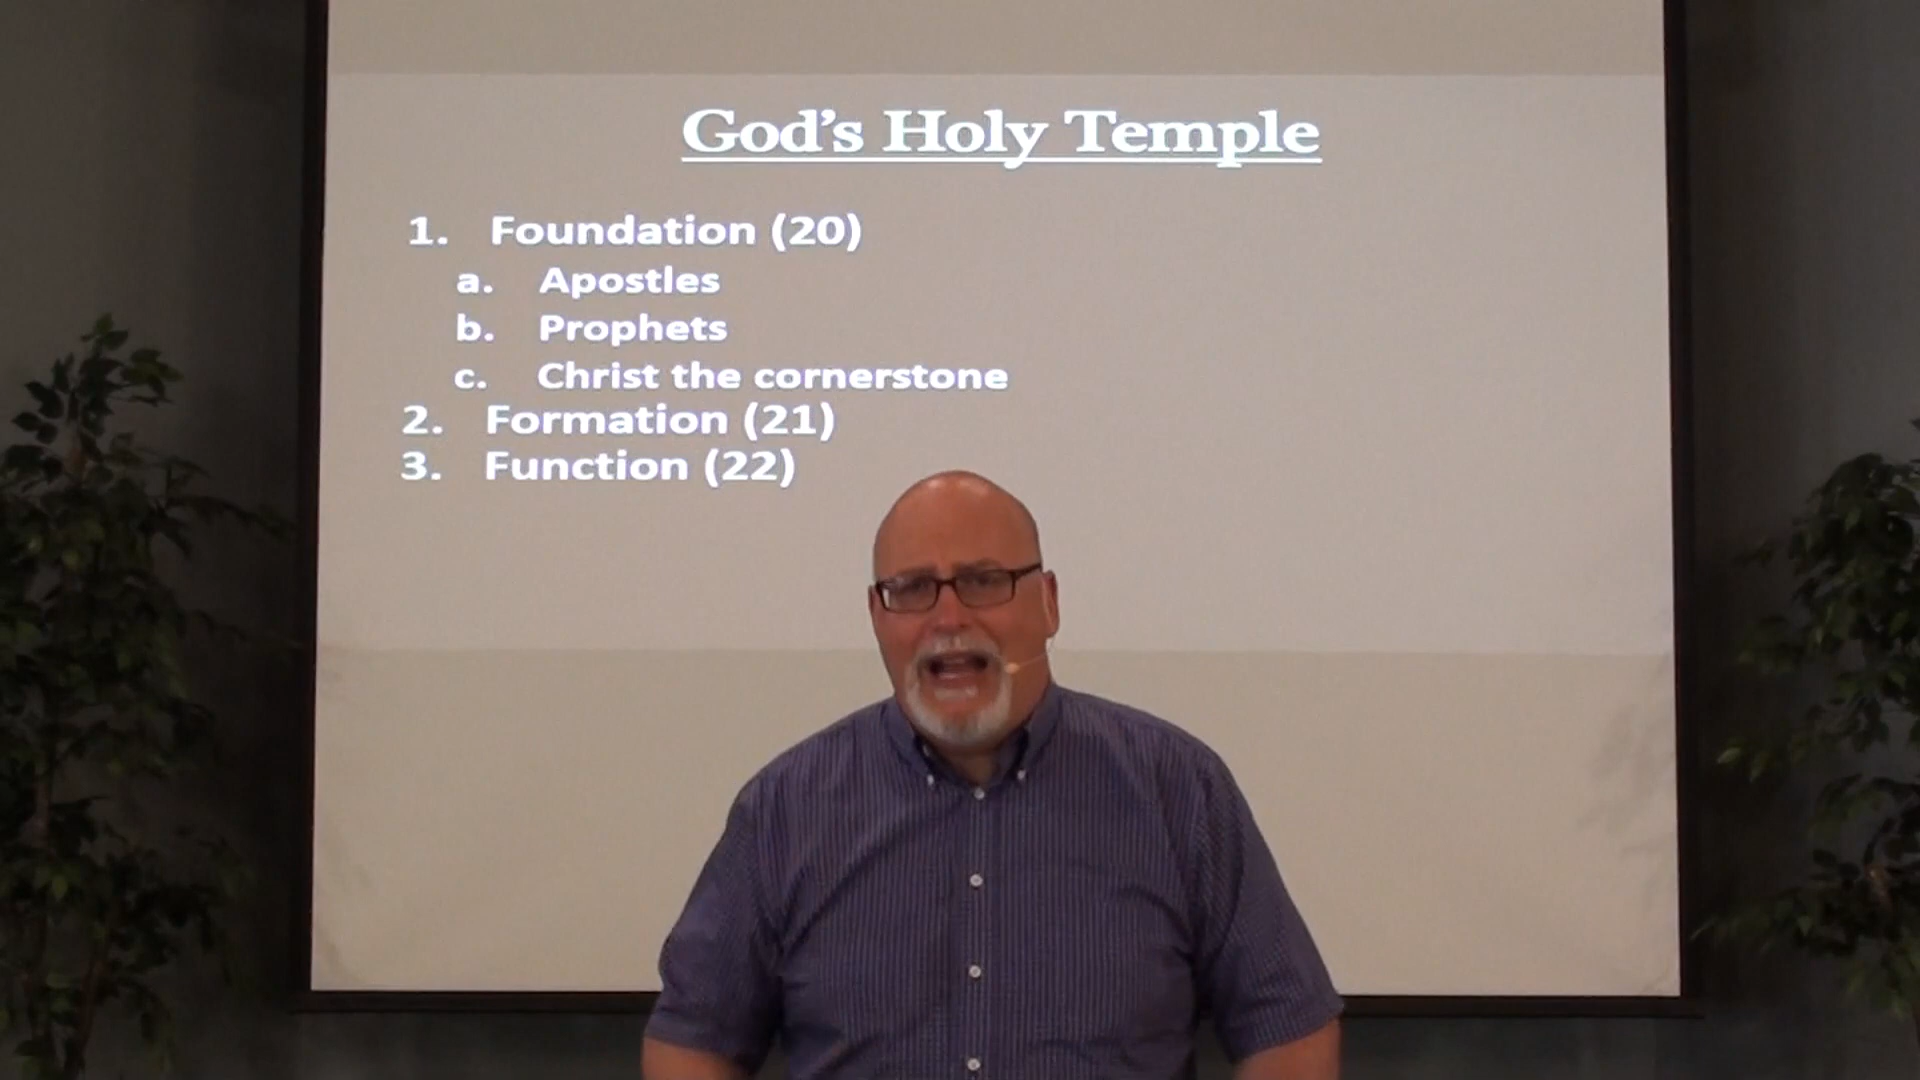 God's Holy Temple
1. Foundation (20)
a. Apostles
b. Prophets
c. Christ the cornerstone
2. Formation (21)
3. Function (22)